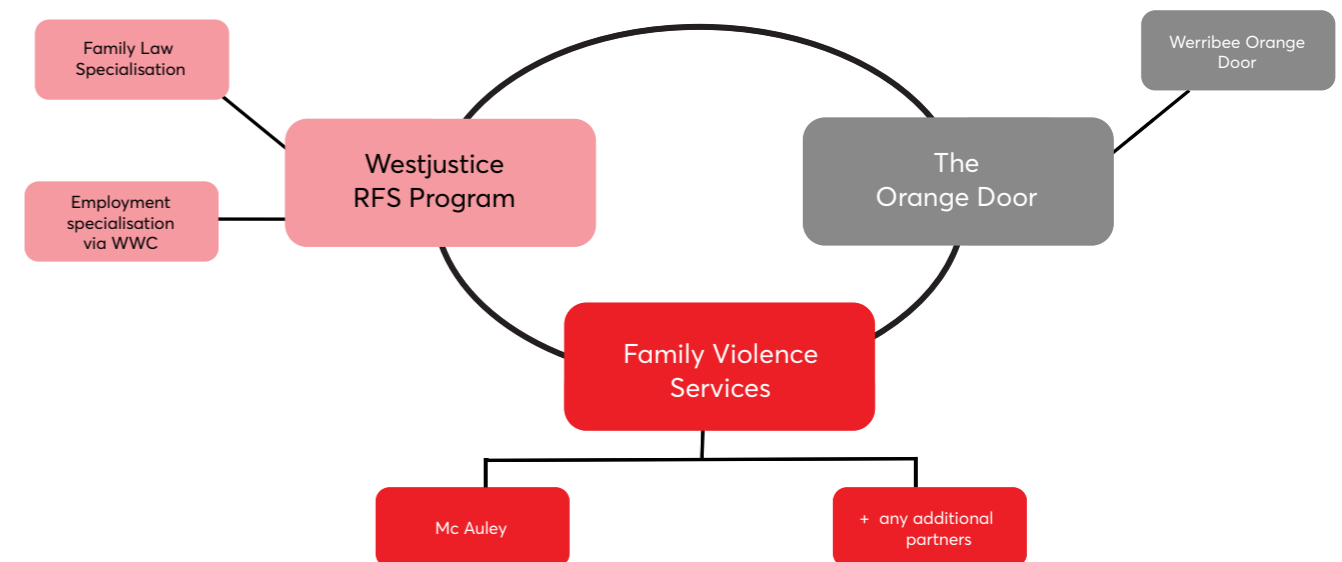 Family Law
Specialisation
Werribee Orange
Door
Westjustice
RFS Program
The
Orange Door
Employment
specialisation
via WWC
Family Violence
Services
Mc Auley
+ any additional
partners